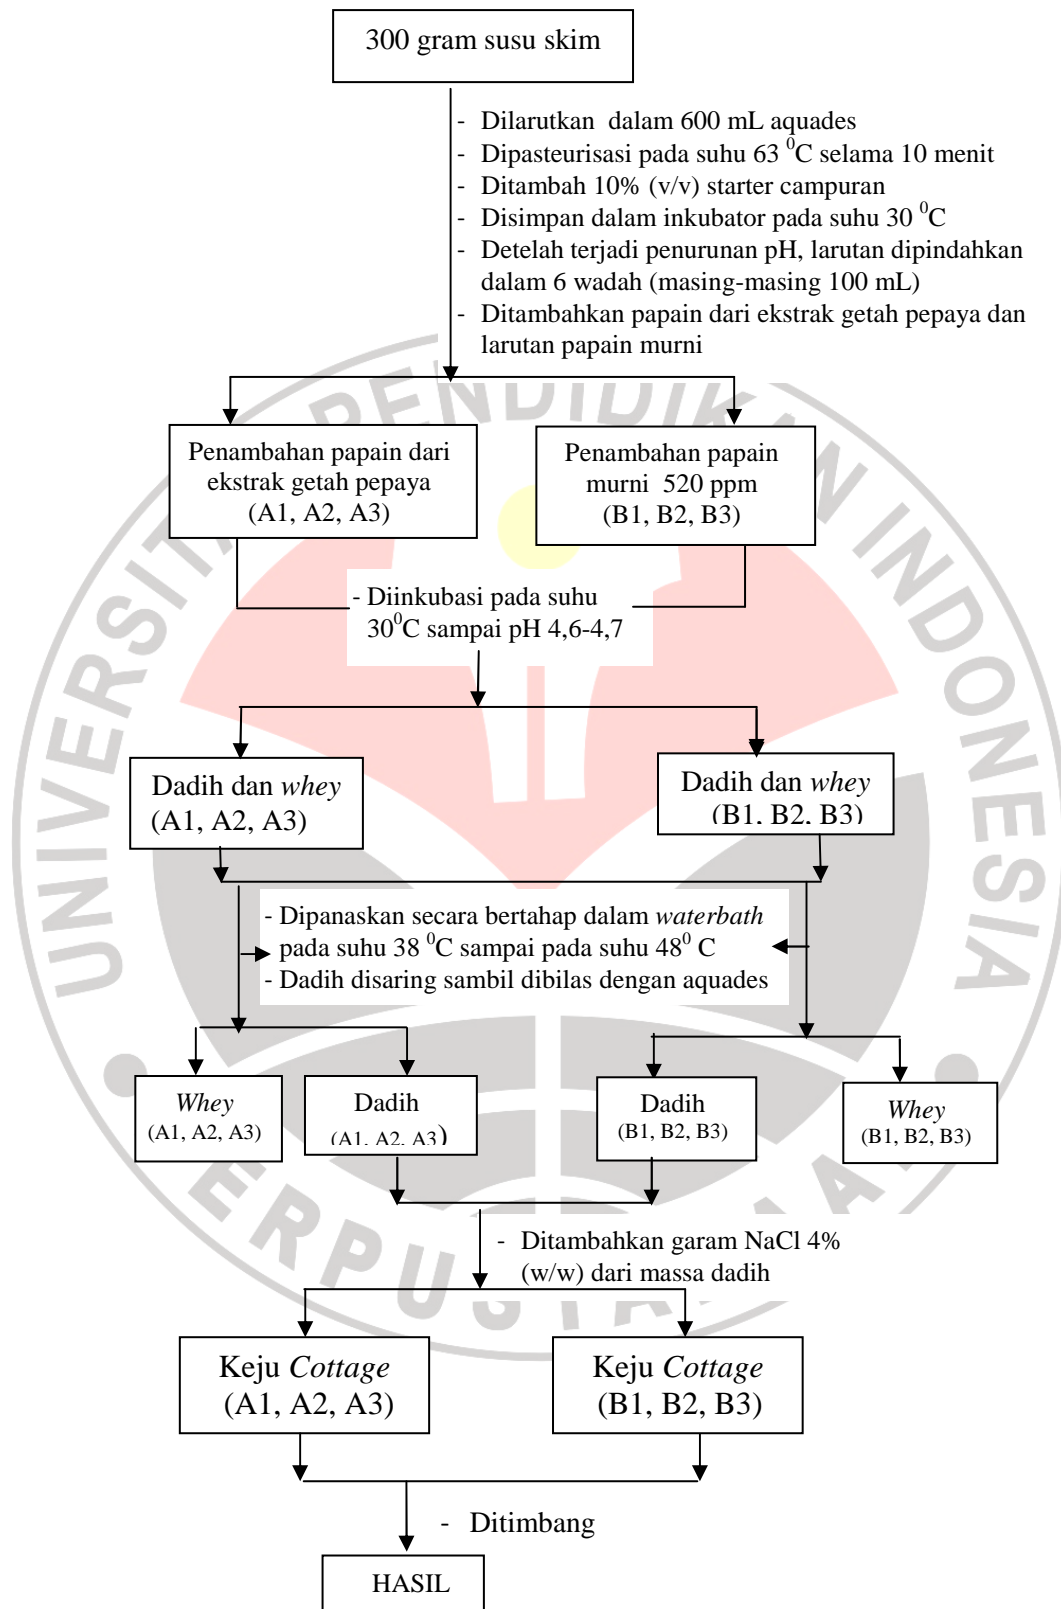 300 gram susu skim
- Dilarutkan dalam 600 mL aquades
- Dipasteurisasi pada suhu 63 ⁰C selama 10 menit
- Ditambah 10% (v/v) starter campuran
- Disimpan dalam inkubator pada suhu 30 ⁰C
- Detelah terjadi penurunan pH, larutan dipindahkan
dalam 6 wadah (masing-masing 100 mL)
- Ditambahkan papain dari ekstrak getah pepaya dan
larutan papain murni
Penambahan papain dari
ekstrak getah pepaya
(A1, A2, A3)
Penambahan papain
murni 520 ppm
(B1, B2, B3)
- Diinkubasi pada suhu
30⁰C sampai pH 4,6-4,7
Dadih dan whey
(A1, A2, A3)
Dadih dan whey
(B1, B2, B3)
- Dipanaskan secara bertahap dalam waterbath
pada suhu 38 ⁰C sampai pada suhu 48⁰ C
- Dadih disaring sambil dibilas dengan aquades
Whey
(A1, A2, A3)
Dadih
(A1, A2, A3)
Dadih
(B1, B2, B3)
Whey
(B1, B2, B3)
- Ditambahkan garam NaCl 4%
(w/w) dari massa dadih
Keju Cottage
(A1, A2, A3)
Keju Cottage
(B1, B2, B3)
- Ditimbang
HASIL
PENDIDIKAN INDONESIA